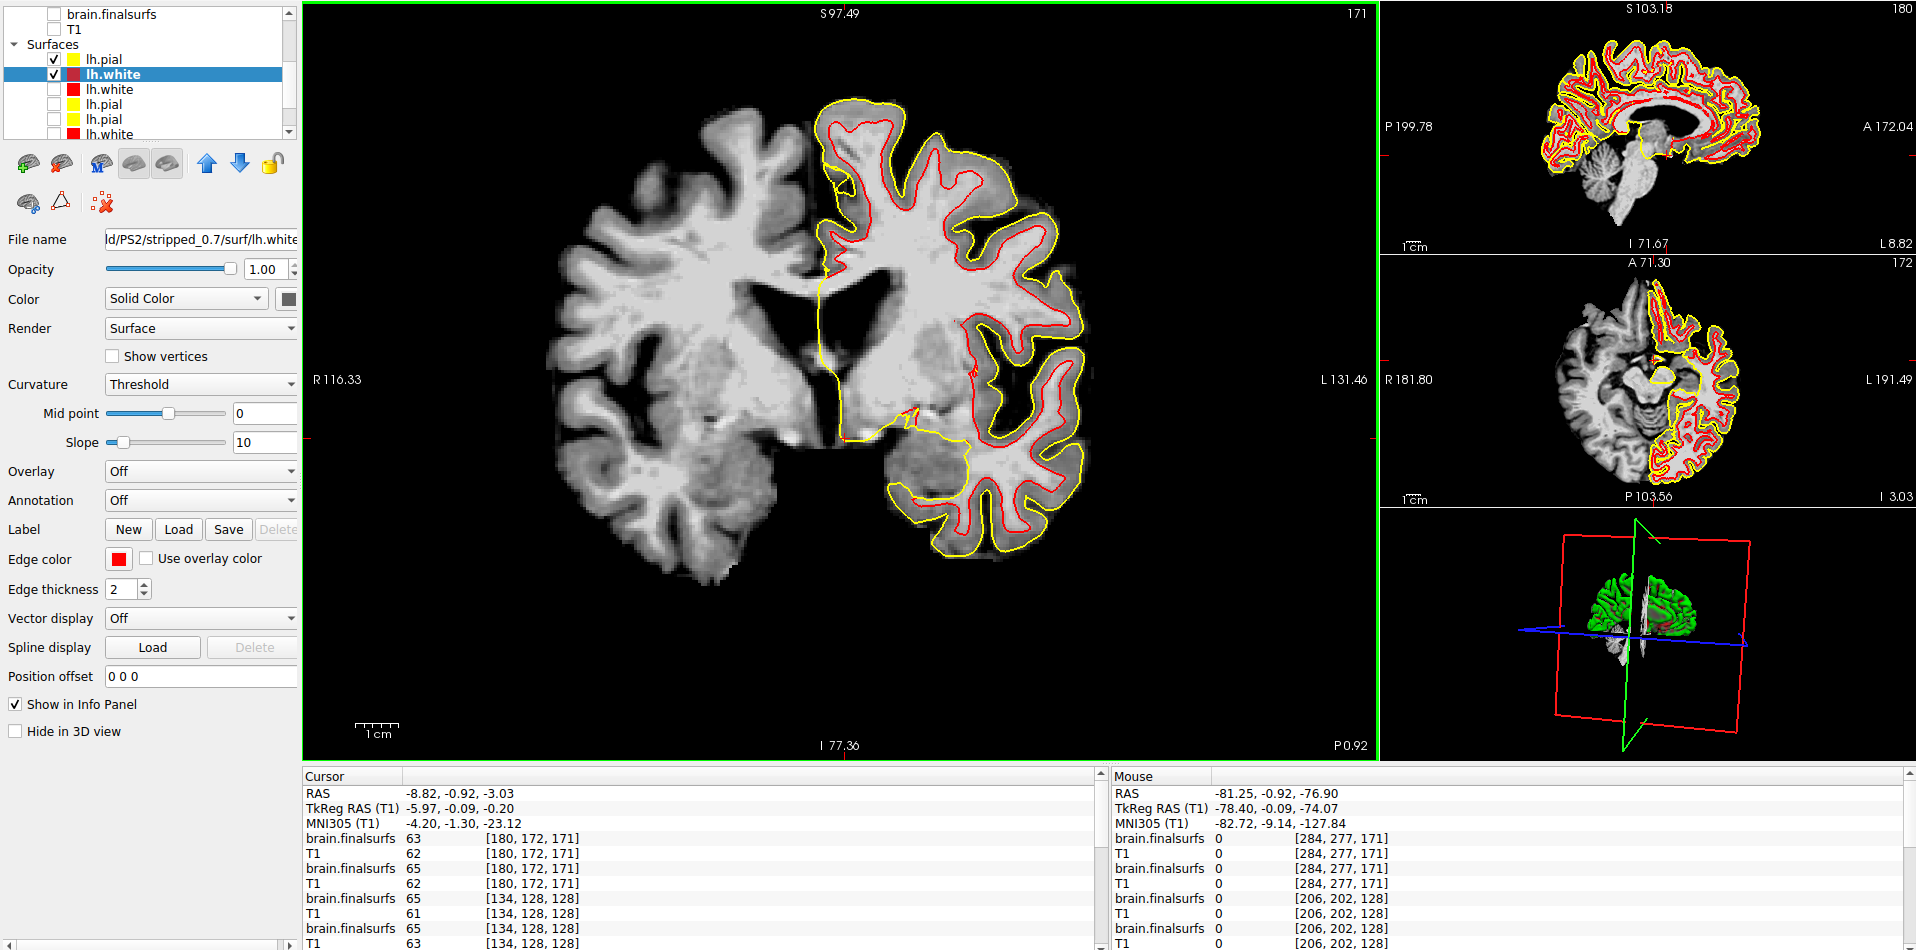 brain.finalsurfs
T1
Surfaces
lh.pial
lh.white
lh.white
lh.pial
lh.pial
lh.white
File name ld/PS2/stripped_0.7/surf/lh.white
Opacity 1.00
Color Solid Color
Render Surface
Show vertices
Curvature Threshold
Mid point 0
Slope 10
Overlay Off
Annotation Off
Label New Load Save Delete
Edge color Use overlay color
Edge thickness 2
Vector display Off
Spline display Load Delete
Position offset 0 0 0
Show in Info Panel
Hide in 3D view
S 97.49 171
R 116.33 L 131.46
1 cm
I 77.36 P 0.92
S 103.18 180
P 199.78 A 172.04
1 cm I 71.67 L 8.82
A 71.30 172
R 181.80 L 191.49
1 cm P 103.56 I 3.03
Cursor
RAS -8.82, -0.92, -3.03
TkReg RAS (T1) -5.97, -0.09, -0.20
MNI305 (T1) -4.20, -1.30, -23.12
brain.finalsurfs 63 [180, 172, 171]
T1 62 [180, 172, 171]
brain.finalsurfs 65 [180, 172, 171]
T1 62 [180, 172, 171]
brain.finalsurfs 65 [134, 128, 128]
T1 61 [134, 128, 128]
brain.finalsurfs 65 [134, 128, 128]
T1 63 [134, 128, 128]
Mouse
RAS -81.25, -0.92, -76.90
TkReg RAS (T1) -78.40, -0.09, -74.07
MNI305 (T1) -82.72, -9.14, -127.84
brain.finalsurfs 0 [284, 277, 171]
T1 0 [284, 277, 171]
brain.finalsurfs 0 [284, 277, 171]
T1 0 [284, 277, 171]
brain.finalsurfs 0 [206, 202, 128]
T1 0 [206, 202, 128]
brain.finalsurfs 0 [206, 202, 128]
T1 0 [206, 202, 128]